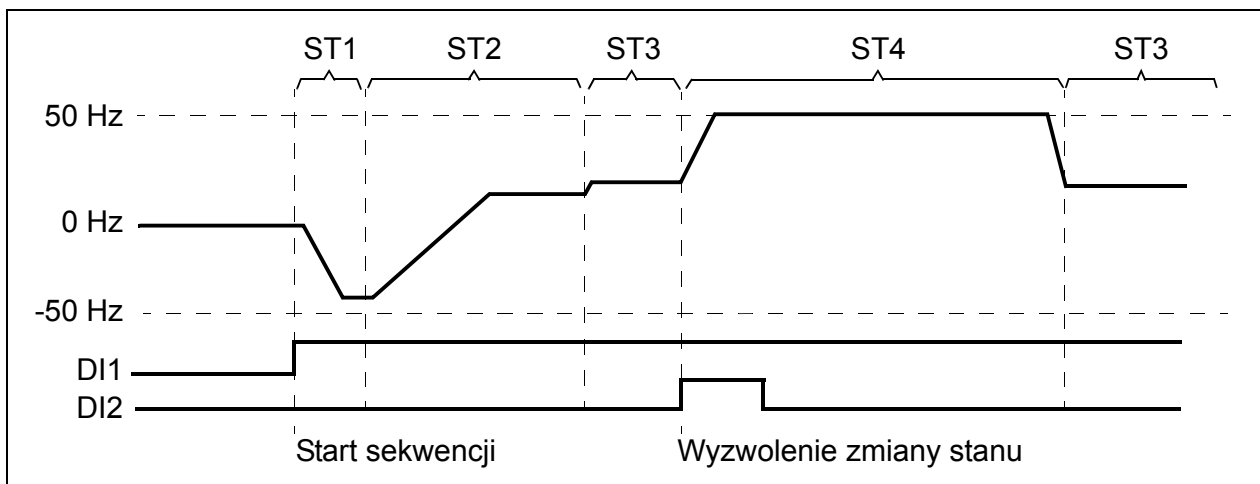 ST1 ST2 ST3 ST4 ST3
50 Hz
0 Hz
-50 Hz
DI1
DI2
Start sekwencji Wyzwolenie zmiany stanu